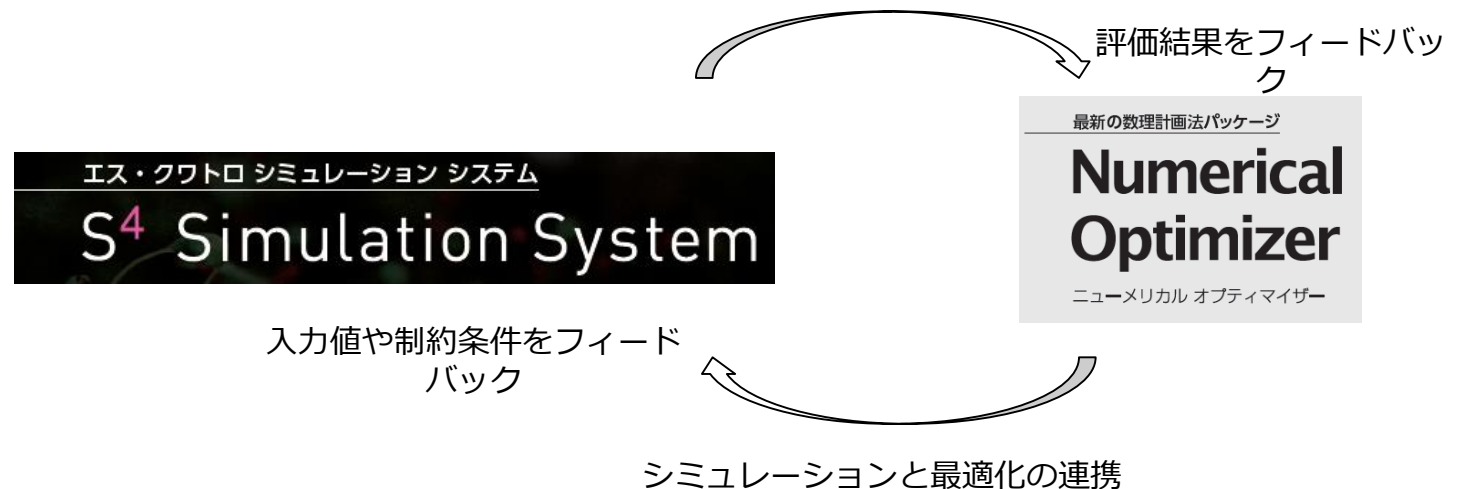 評価結果をフィードバッ
ク
最新の数理計画法パッケージ
Numerical
Optimizer
ニューメリカル オプティマイザー
エス・クワトロ シミュレーション システム
S⁴ Simulation System
入力値や制約条件をフィード
バック
シミュレーションと最適化の連携